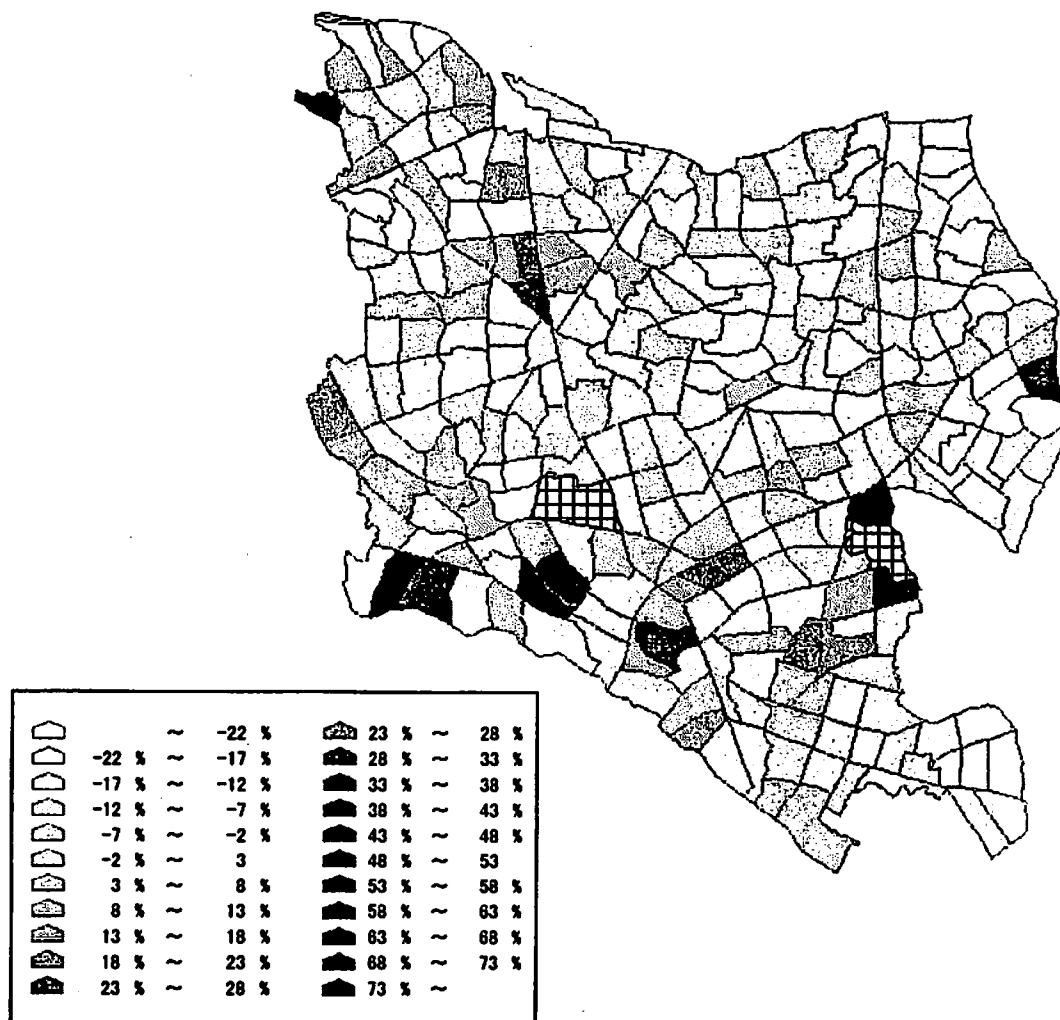 ~ -22 % 23 % ~ 28 %
-22 % ~ -17 % 28 % ~ 33 %
-17 % ~ -12 % 33 % ~ 38 %
-12 % ~ -7 % 38 % ~ 43 %
-7 % ~ -2 % 43 % ~ 48 %
-2 % ~ 3 48 % ~ 53
3 % ~ 8 % 53 % ~ 58 %
8 % ~ 13 % 58 % ~ 63 %
13 % ~ 18 % 63 % ~ 68 %
18 % ~ 23 % 68 % ~ 73 %
23 % ~ 28 % 73 % ~